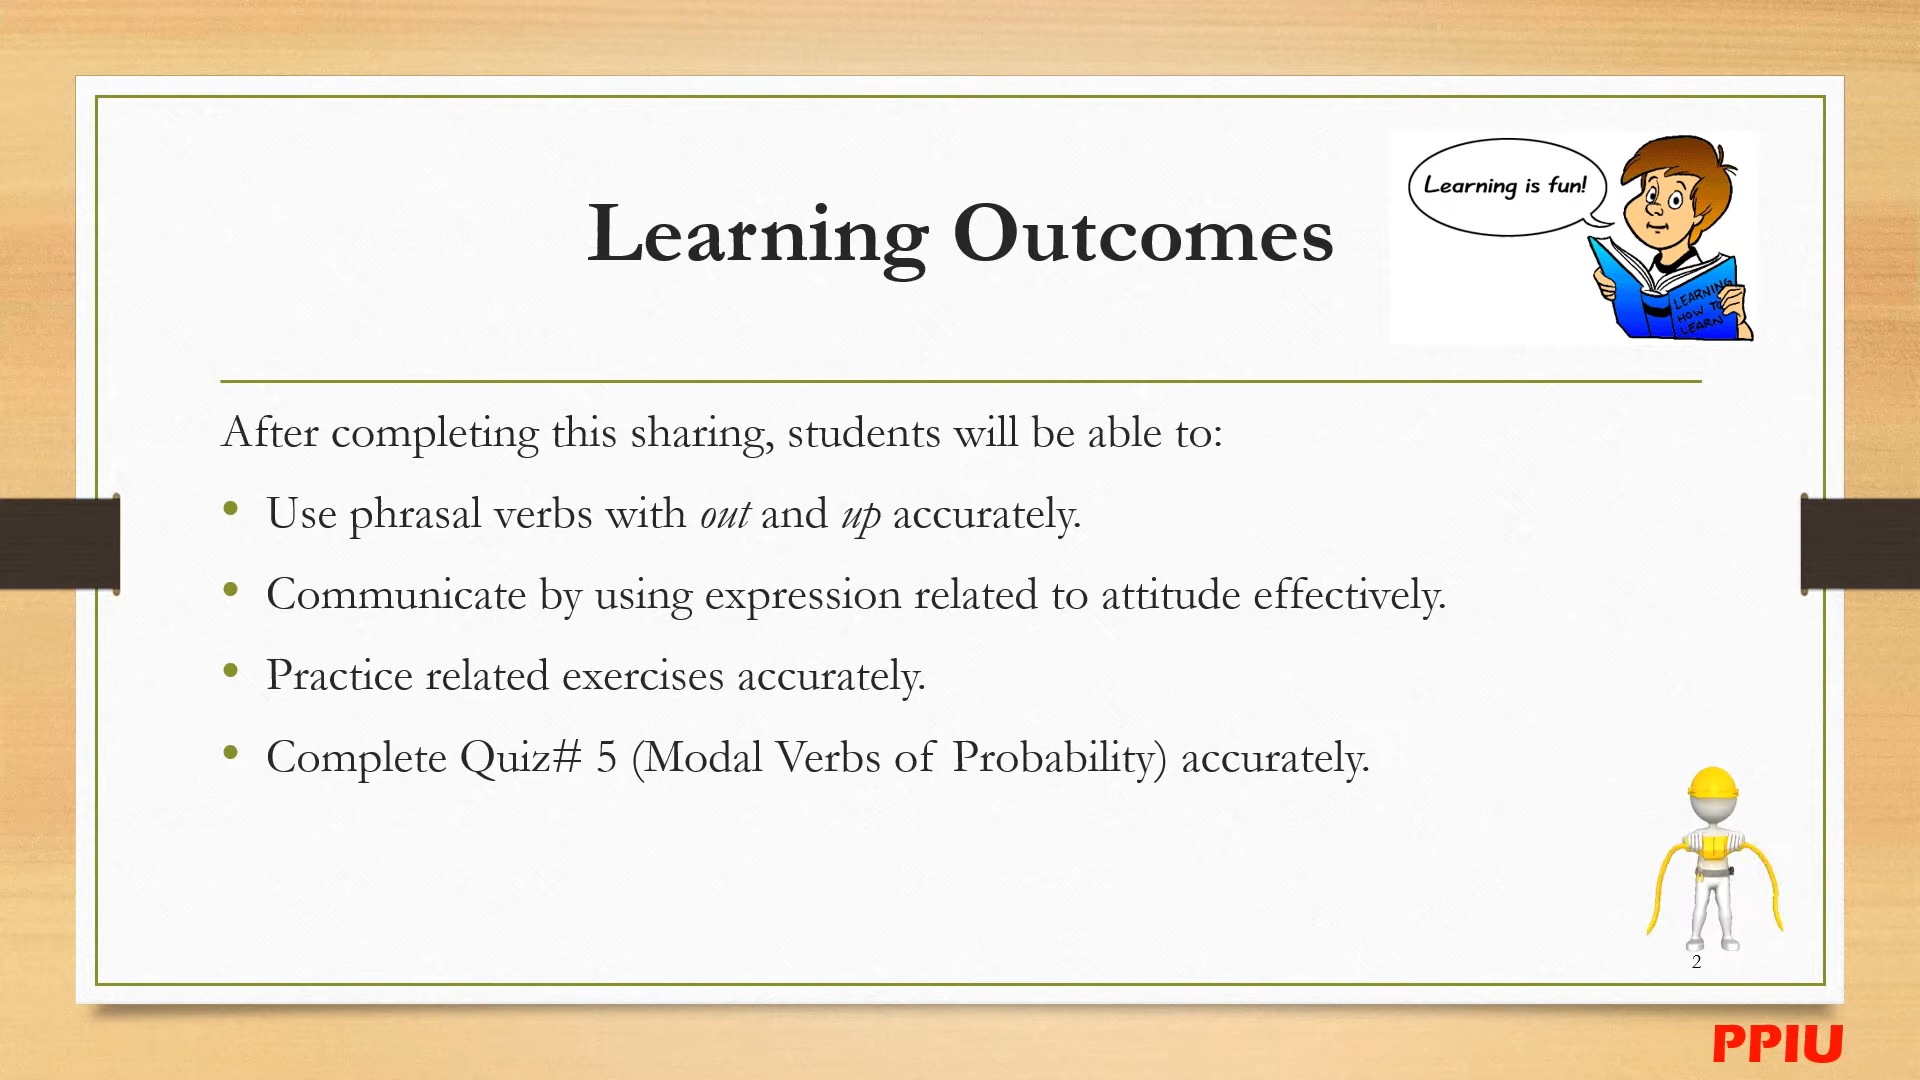 Learning is fun!
LEARNING
HOW TO
LEARN
Learning Outcomes
After completing this sharing, students will be able to:
• Use phrasal verbs with out and up accurately.
• Communicate by using expression related to attitude effectively.
• Practice related exercises accurately.
• Complete Quiz# 5 (Modal Verbs of Probability) accurately.
2
PPIU